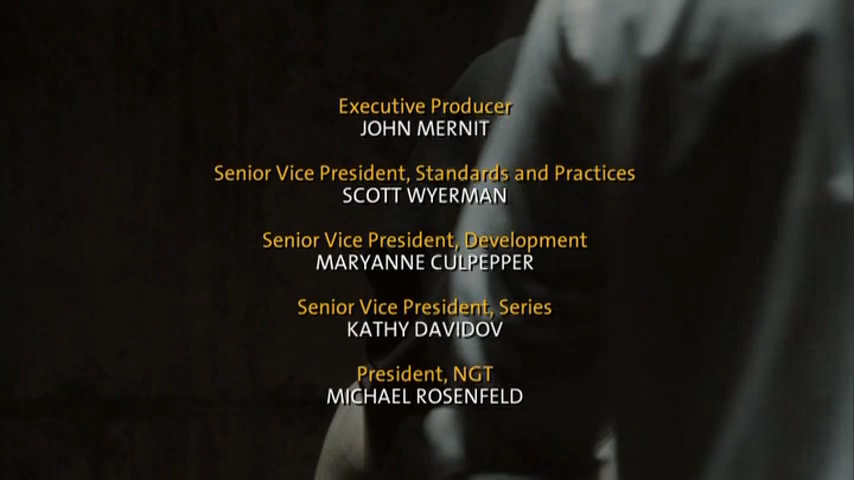 Executive Producer
JOHN MERNIT
Senior Vice President, Standards and Practices
SCOTT WYERMAN
Senior Vice President, Development
MARYANNE CULPEPPER
Senior Vice President, Series
KATHY DAVIDOV
President, NGT
MICHAEL ROSENFELD